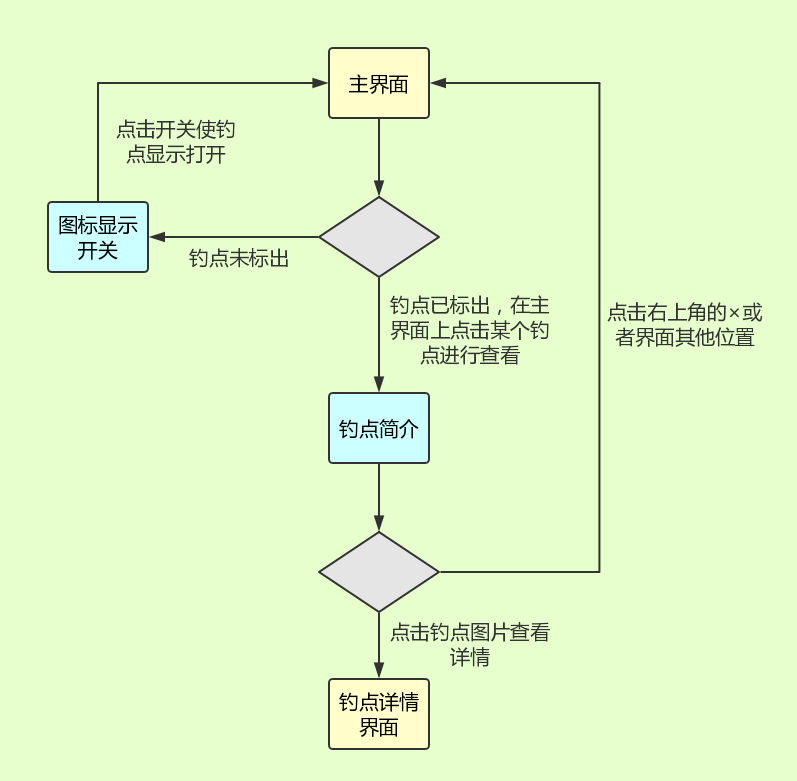 主界面
点击开关使钓
点显示打开
图标显示
开关
钓点未标出
钓点已标出，在主
界面上点击某个钓
点进行查看
点击右上角的×或
者界面其他位置
钓点简介
点击钓点图片查看
详情
钓点详情
界面